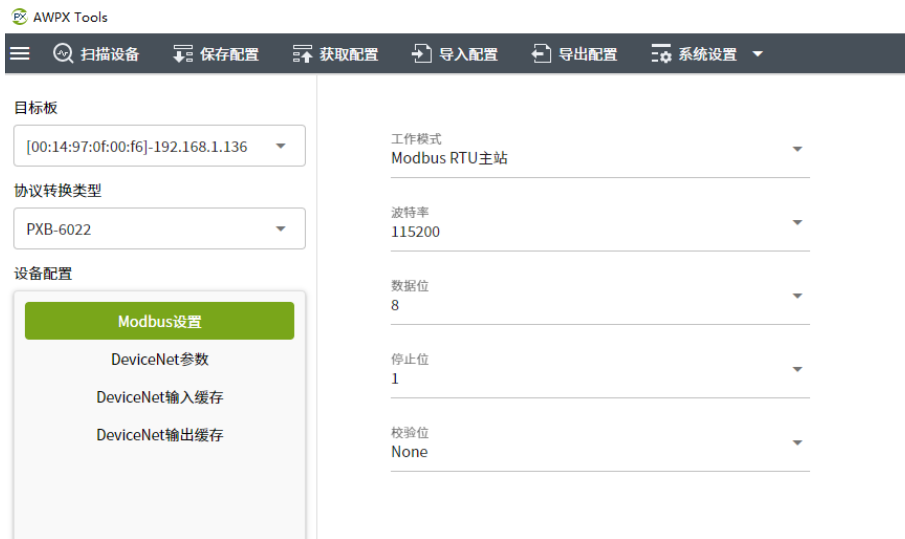 AWPX Tools
扫描设备 保存配置 获取配置 导入配置 导出配置 系统设置
目标板
[00:14:97:0f:00:f6]-192.168.1.136
协议转换类型
PXB-6022
设备配置
Modbus设置
DeviceNet参数
DeviceNet输入缓存
DeviceNet输出缓存
工作模式
Modbus RTU主站
波特率
115200
数据位
8
停止位
1
校验位
None